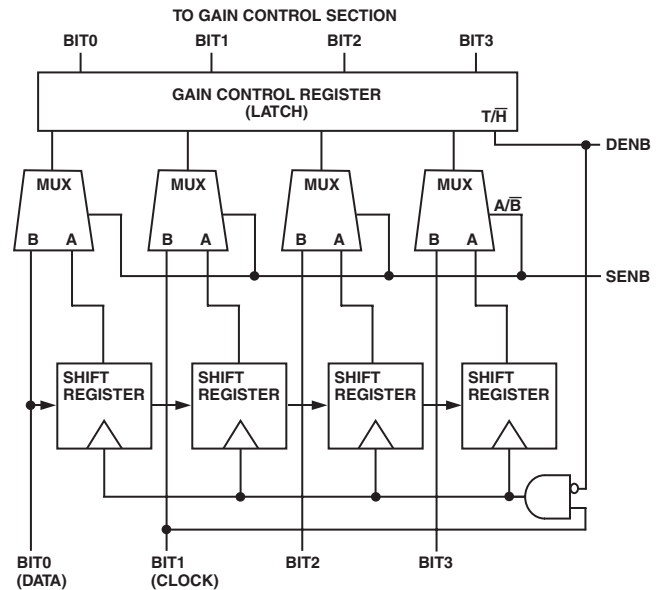 TO GAIN CONTROL SECTION
BIT0 BIT1 BIT2 BIT3
GAIN CONTROL REGISTER
(LATCH)
T/H̅
DENB
MUX MUX MUX MUX
A/B̅
B A B A B A B A
SENB
SHIFT REGISTER
SHIFT REGISTER
SHIFT REGISTER
SHIFT REGISTER
BIT0
(DATA)
BIT1
(CLOCK)
BIT2
BIT3